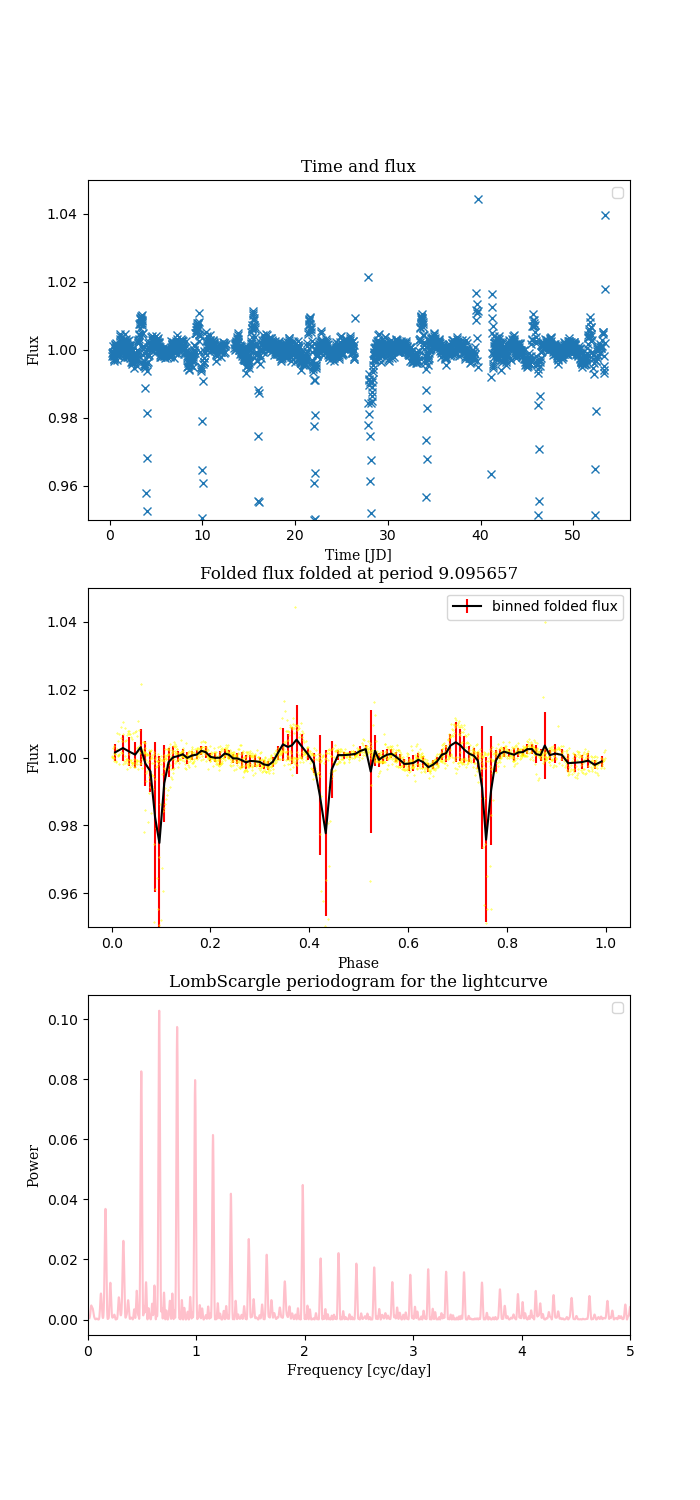 Time and flux
Flux
1.04
1.02
1.00
0.98
0.96
0 10 20 30 40 50
Time [JD]
Folded flux folded at period 9.095657
binned folded flux
Flux
1.04
1.02
1.00
0.98
0.96
0.0 0.2 0.4 0.6 0.8 1.0
Phase
LombScargle periodogram for the lightcurve
Power
0.10
0.08
0.06
0.04
0.02
0.00
0 1 2 3 4 5
Frequency [cyc/day]